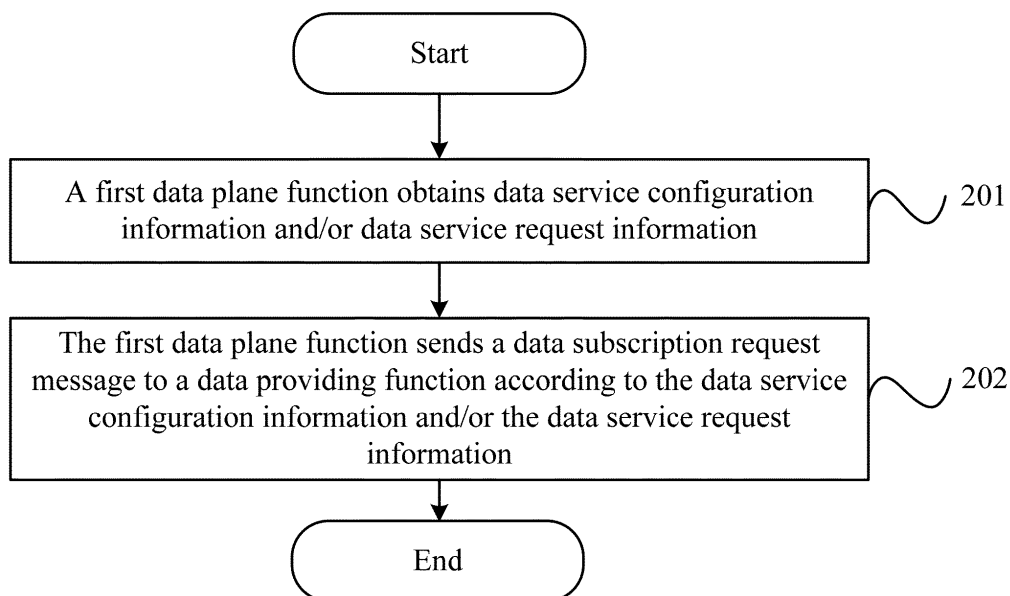 Start
A first data plane function obtains data service configuration
information and/or data service request information
201
The first data plane function sends a data subscription request
message to a data providing function according to the data service
configuration information and/or the data service request
information
202
End